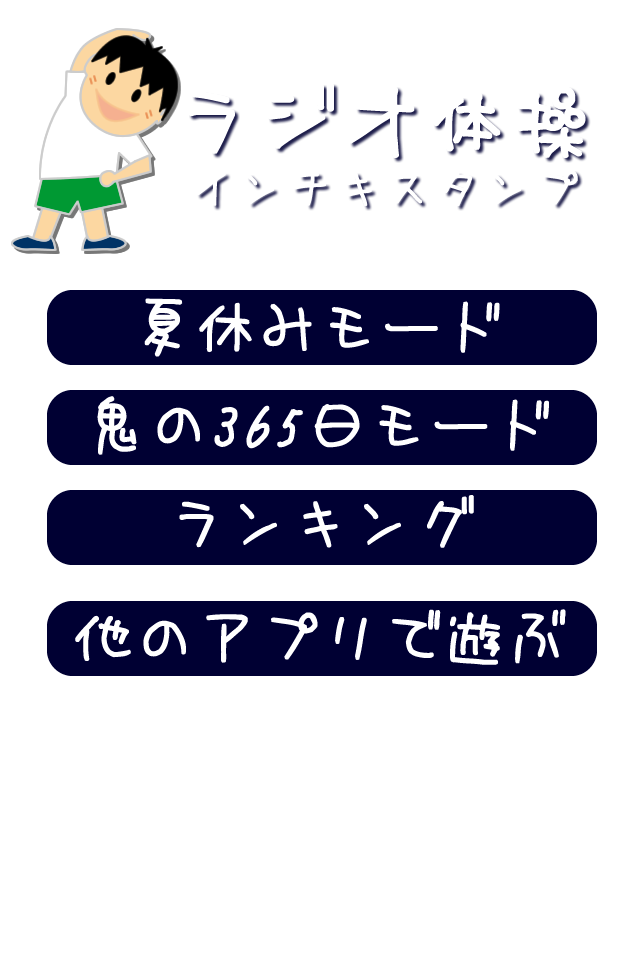 ラジオ体操
インチキスタンプ
夏休みモード
鬼の365日モード
ランキング
他のアプリで遊ぶ